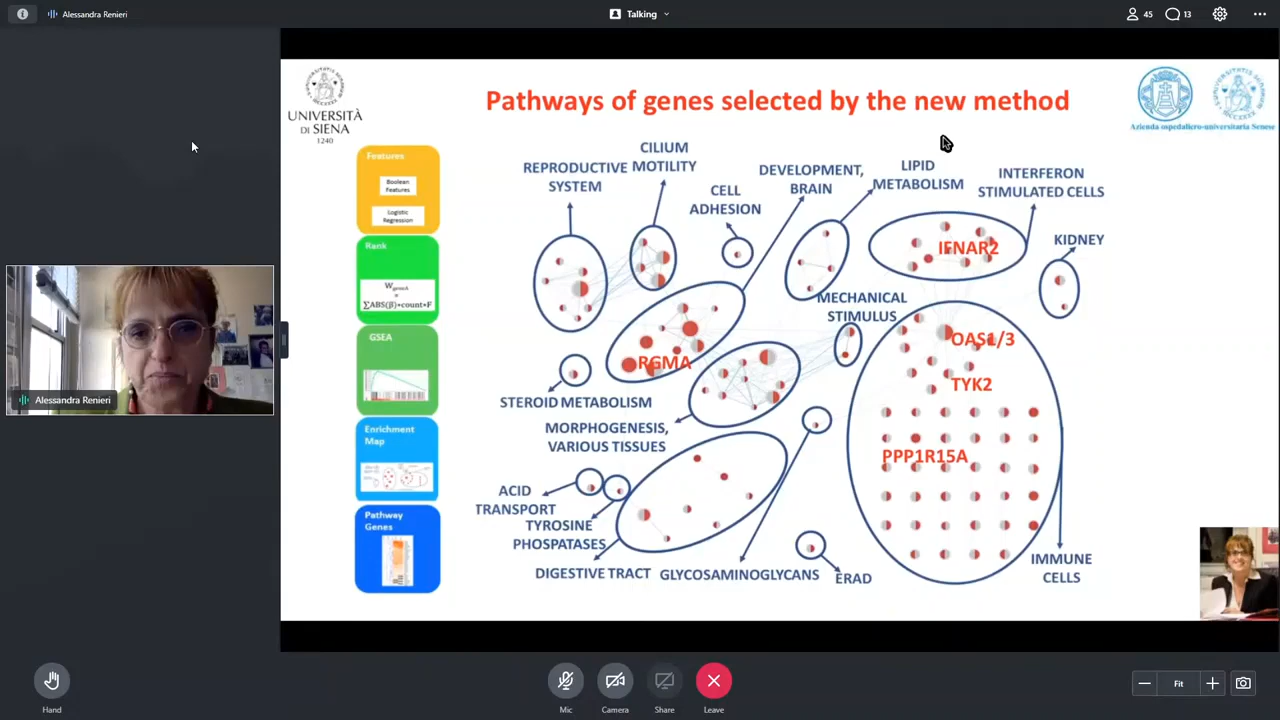 Alessandra Renieri
Talking
45
13
UNIVERSITÀ
DI SIENA
1240
Pathways of genes selected by the new method
Azienda ospedaliero-universitaria Senese
Features
Boolean
Features
Logistic
Regression
Rank
∑ABS(β)*count*F
GSEA
Enrichment
Map
Pathway
Genes
REPRODUCTIVE
SYSTEM
CILIUM
MOTILITY
CELL
ADHESION
DEVELOPMENT,
BRAIN
LIPID
METABOLISM
INTERFERON
STIMULATED CELLS
IFNAR2
KIDNEY
MECHANICAL
STIMULUS
OAS1/3
RGMA
TYK2
STEROID METABOLISM
MORPHOGENESIS,
VARIOUS TISSUES
PPP1R15A
ACID
TRANSPORT
TYROSINE
PHOSPATASES
DIGESTIVE TRACT
GLYCOSAMINOGLYCANS
ERAD
IMMUNE
CELLS
Alessandra Renieri
Hand
Mic
Camera
Share
Leave
Fit